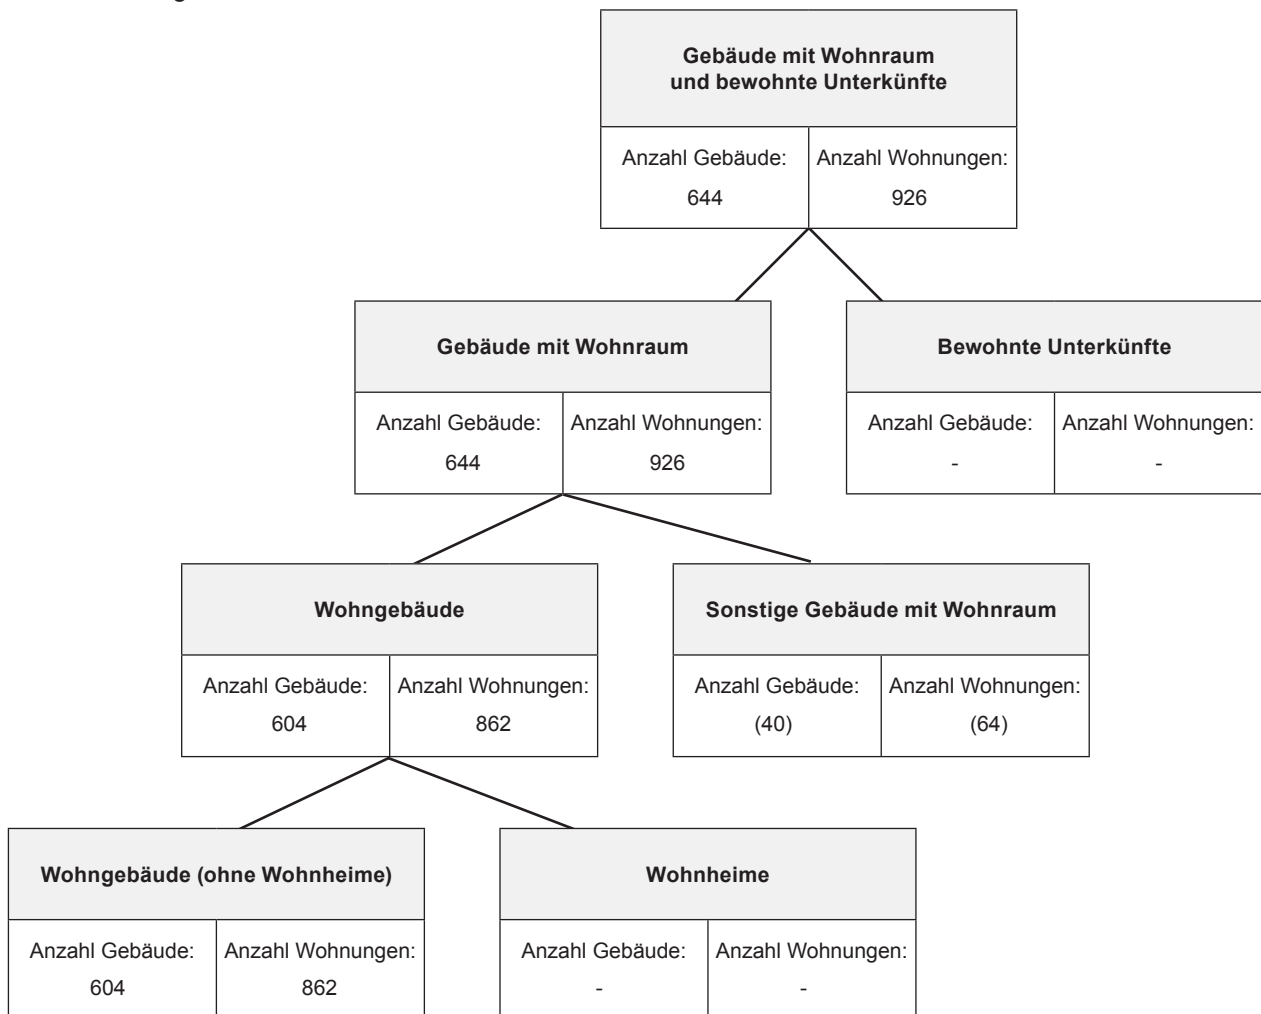 Gebäude mit Wohnraum
und bewohnte Unterkünfte
Anzahl Gebäude: Anzahl Wohnungen:
644 926
Gebäude mit Wohnraum
Anzahl Gebäude: Anzahl Wohnungen:
644 926
Bewohnte Unterkünfte
Anzahl Gebäude: Anzahl Wohnungen:
- -
Wohngebäude
Anzahl Gebäude: Anzahl Wohnungen:
604 862
Sonstige Gebäude mit Wohnraum
Anzahl Gebäude: Anzahl Wohnungen:
(40) (64)
Wohngebäude (ohne Wohnheime)
Anzahl Gebäude: Anzahl Wohnungen:
604 862
Wohnheime
Anzahl Gebäude: Anzahl Wohnungen:
- -